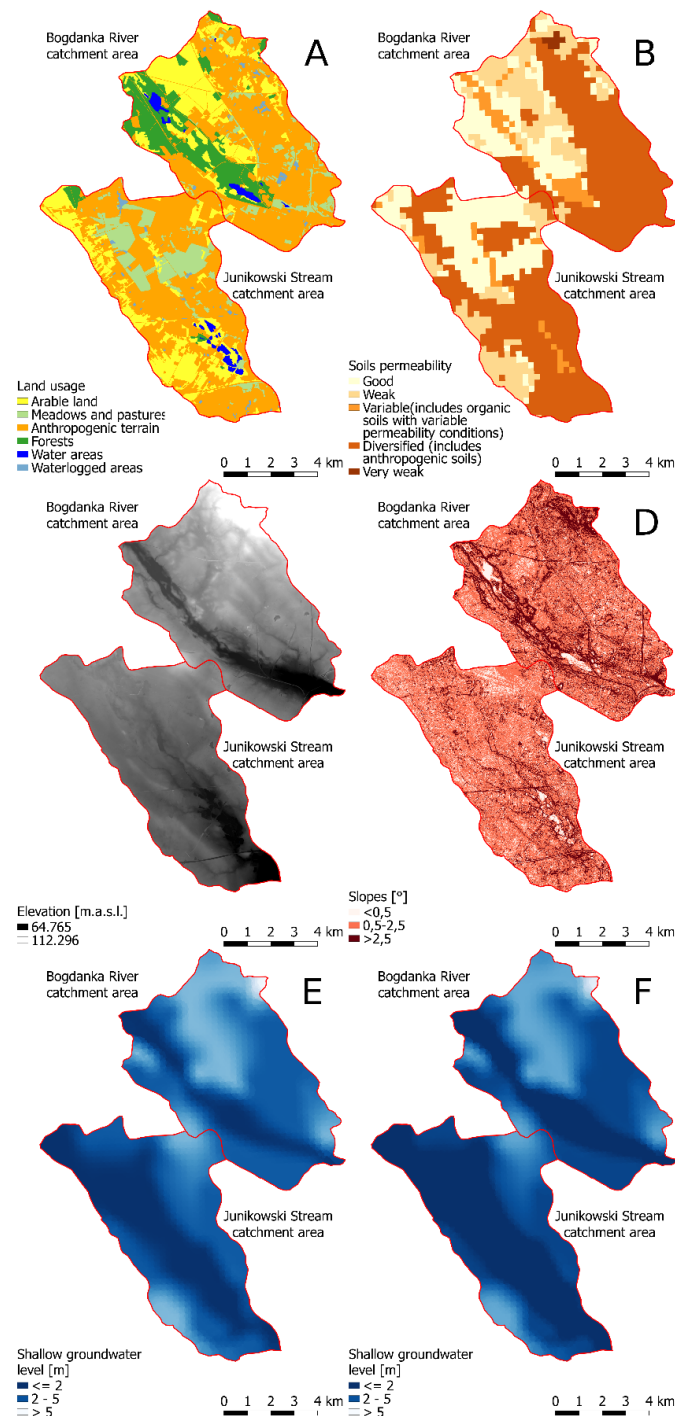 Bogdanka River
catchment area
A
Junikowski Stream
catchment area
Land usage
Arable land
Meadows and pastures
Anthropogenic terrain
Forests
Water areas
Waterlogged areas
0 1 2 3 4 km
Bogdanka River
catchment area
B
Junikowski Stream
catchment area
Soils permeability
Good
Weak
Variable(includes organic
soils with variable
permeability conditions)
Diversified (includes
anthropogenic soils)
Very weak
0 1 2 3 4 km
Bogdanka River
catchment area
Junikowski Stream
catchment area
Elevation [m.a.s.l.]
64.765
112.296
0 1 2 3 4 km
Bogdanka River
catchment area
D
Junikowski Stream
catchment area
Slopes [°]
<0,5
0,5-2,5
>2,5
0 1 2 3 4 km
Bogdanka River
catchment area
E
Junikowski Stream
catchment area
Shallow groundwater
level [m]
<= 2
2 - 5
> 5
0 1 2 3 4 km
Bogdanka River
catchment area
F
Junikowski Stream
catchment area
Shallow groundwater
level [m]
<= 2
2 - 5
> 5
0 1 2 3 4 km